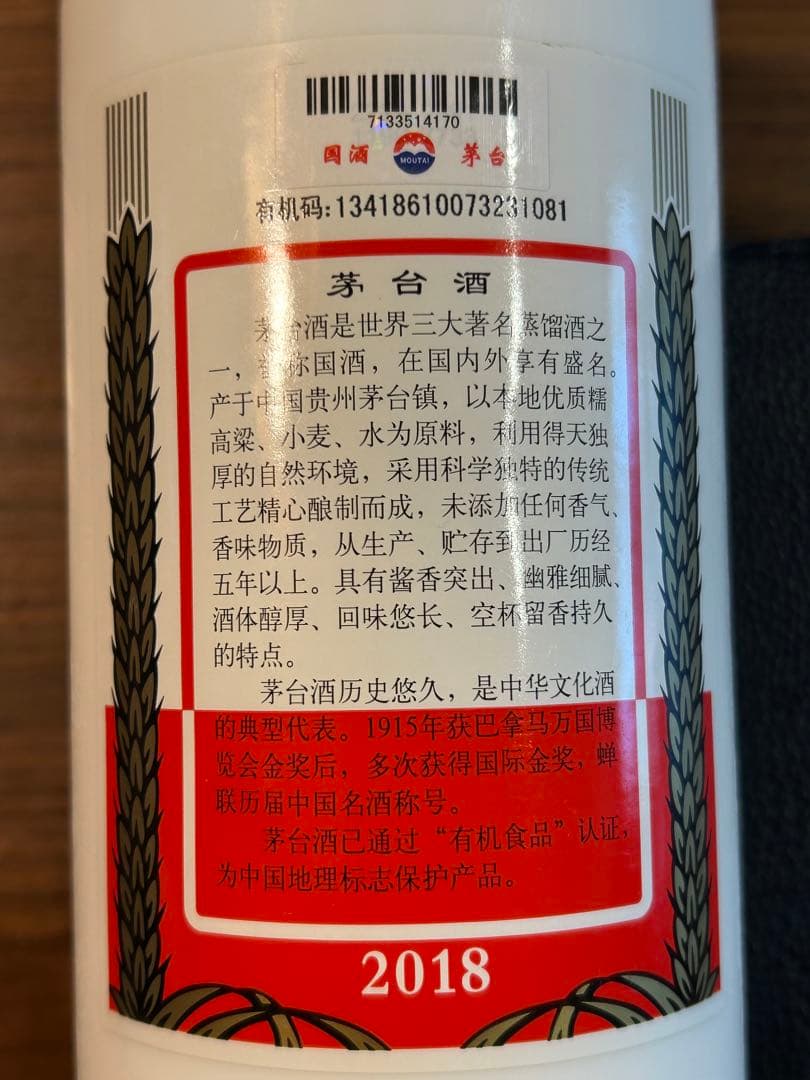 7133514170
国酒 MOUTAI 茅台
有机码:13418610073231081
茅台酒
茅台酒是世界三大著名蒸馏酒之
一，誉称国酒，在国内外享有盛名。
产于中国贵州茅台镇，以本地优质糯
高粱、小麦、水为原料，利用得天独
厚的自然环境，采用科学独特的传统
工艺精心酿制而成，未添加任何香气、
香味物质，从生产、贮存到出厂历经
五年以上。具有酱香突出、幽雅细腻、
酒体醇厚、回味悠长、空杯留香持久
的特点。
茅台酒历史悠久，是中华文化酒
的典型代表。1915年获巴拿马万国博
览会金奖后，多次获得国际金奖，蝉
联历届中国名酒称号。
茅台酒已通过“有机食品”认证，
为中国地理标志保护产品。
2018